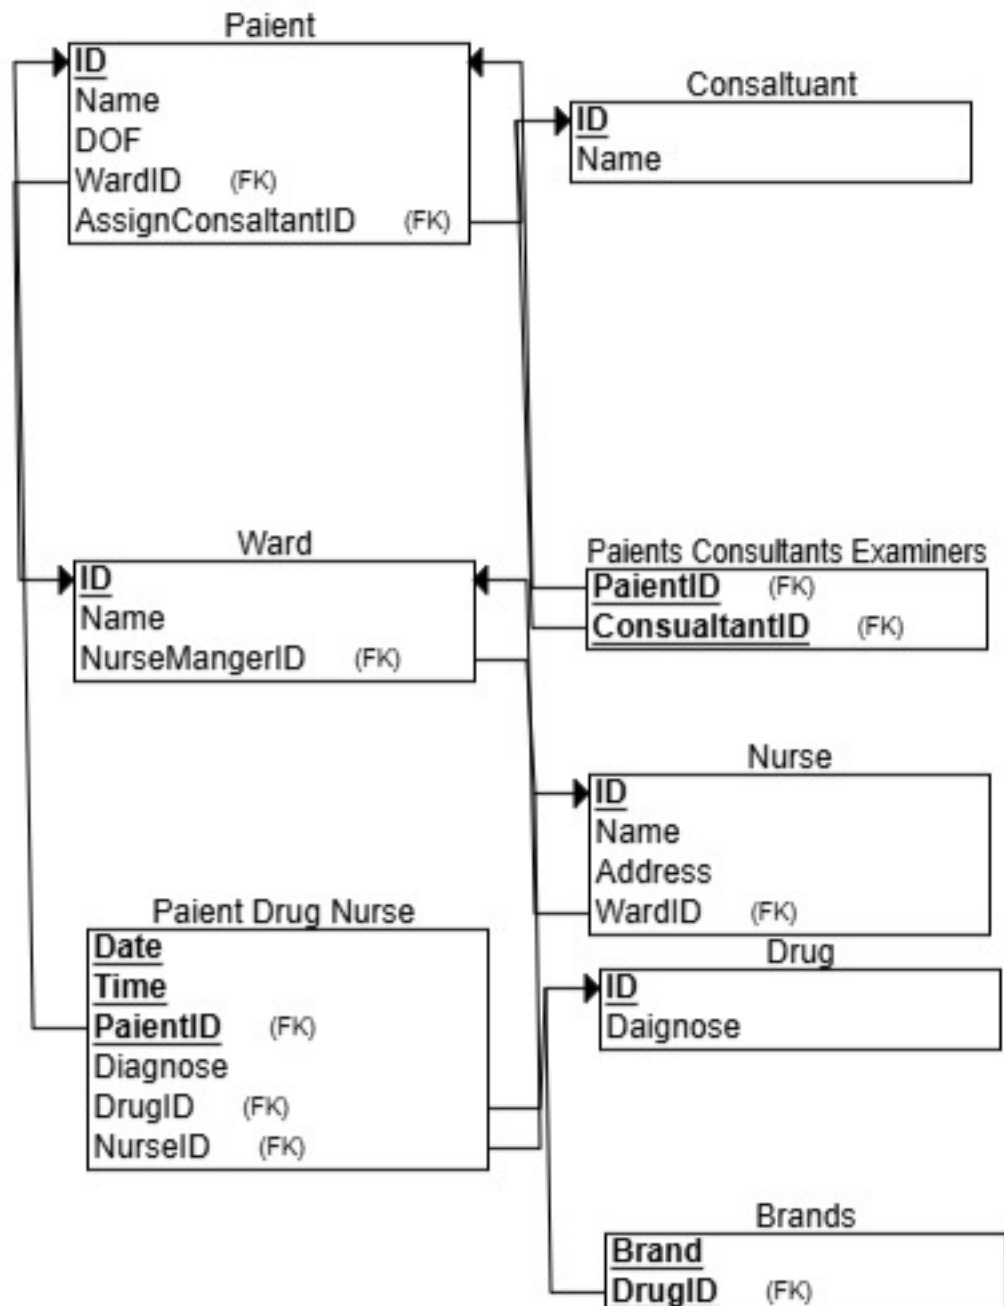 Paient
ID
Name
DOF
WardID (FK)
AssignConsaltantID (FK)
Consaltuant
ID
Name
Ward
ID
Name
NurseMangerID (FK)
Paients Consultants Examiners
PaientID (FK)
ConsualtantID (FK)
Nurse
ID
Name
Address
WardID (FK)
Paient Drug Nurse
Date
Time
PaientID (FK)
Diagnose
DrugID (FK)
NurseID (FK)
Drug
ID
Daignose
Brands
Brand
DrugID (FK)